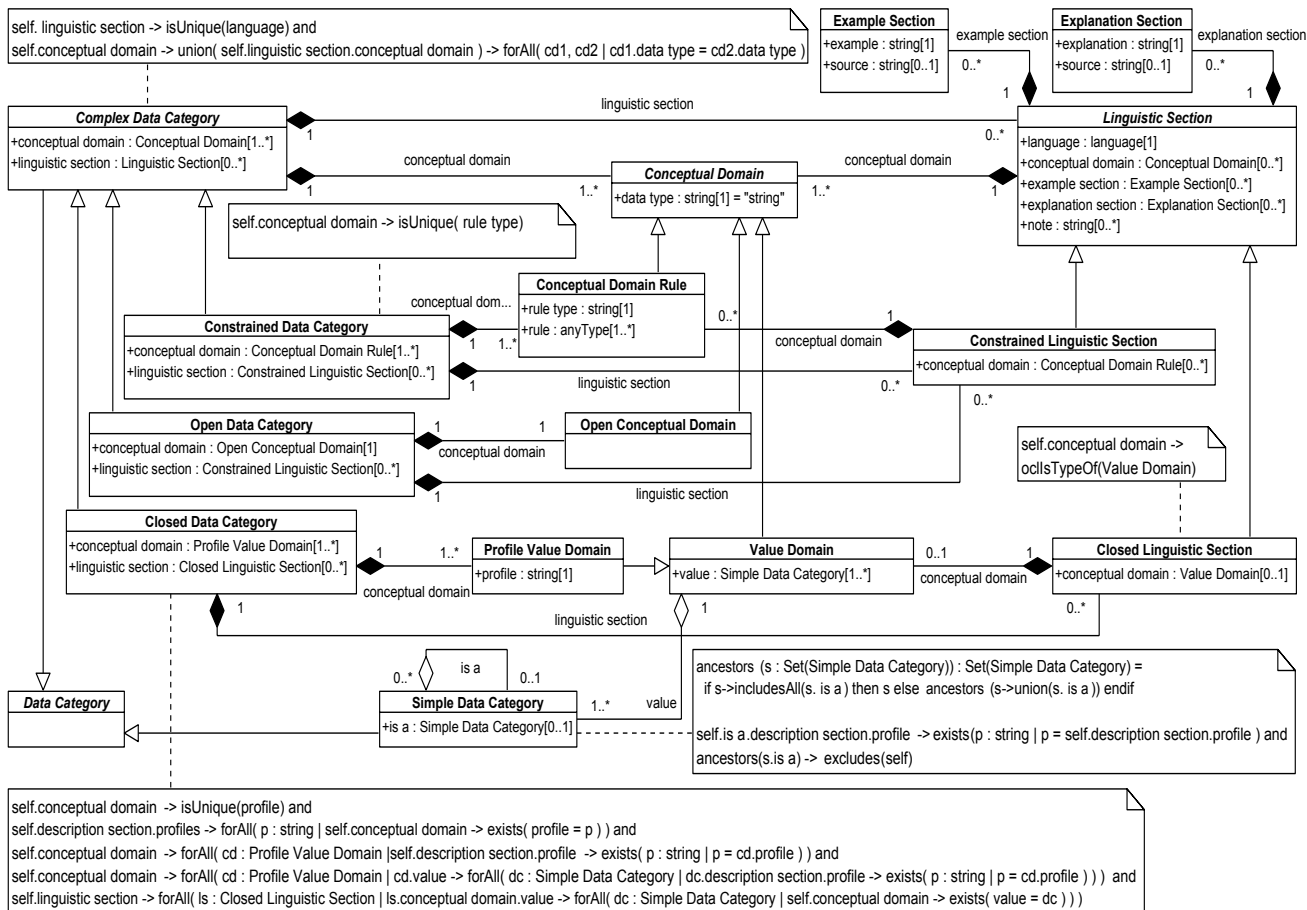 self. linguistic section -> isUnique(language) and
self.conceptual domain -> union( self.linguistic section.conceptual domain ) -> forAll( cd1, cd2 | cd1.data type = cd2.data type )
Example Section
+example : string[1]
+source : string[0..1]
example section
0..*
1
Explanation Section
+explanation : string[1]
+source : string[0..1]
explanation section
0..*
1
Complex Data Category
+conceptual domain : Conceptual Domain[1..*]
+linguistic section : Linguistic Section[0..*]
linguistic section
1
0..*
conceptual domain
1
1..*
Conceptual Domain
+data type : string[1] = "string"
conceptual domain
1..*
1
Linguistic Section
+language : language[1]
+conceptual domain : Conceptual Domain[0..*]
+example section : Example Section[0..*]
+explanation section : Explanation Section[0..*]
+note : string[0..*]
self.conceptual domain -> isUnique( rule type)
Conceptual Domain Rule
+rule type : string[1]
+rule : anyType[1..*]
conceptual dom...
1
1..*
0..*
1
conceptual domain
Constrained Data Category
+conceptual domain : Conceptual Domain Rule[1..*]
+linguistic section : Constrained Linguistic Section[0..*]
1
linguistic section
0..*
Constrained Linguistic Section
+conceptual domain : Conceptual Domain Rule[0..*]
0..*
Open Data Category
+conceptual domain : Open Conceptual Domain[1]
+linguistic section : Constrained Linguistic Section[0..*]
1
1
conceptual domain
Open Conceptual Domain
1
linguistic section
self.conceptual domain ->
oclIsTypeOf(Value Domain)
Closed Data Category
+conceptual domain : Profile Value Domain[1..*]
+linguistic section : Closed Linguistic Section[0..*]
1
1..*
conceptual domain
Profile Value Domain
+profile : string[1]
Value Domain
+value : Simple Data Category[1..*]
0..1
1
conceptual domain
Closed Linguistic Section
+conceptual domain : Value Domain[0..1]
1
linguistic section
0..*
1
value
1..*
0..*
is a
0..1
Data Category
Simple Data Category
+is a : Simple Data Category[0..1]
ancestors (s : Set(Simple Data Category)) : Set(Simple Data Category) =
if s->includesAll(s. is a ) then s else ancestors (s->union(s. is a )) endif
self.is a.description section.profile -> exists(p : string | p = self.description section.profile ) and
ancestors(s.is a) -> excludes(self)
self.conceptual domain -> isUnique(profile) and
self.description section.profiles -> forAll( p : string | self.conceptual domain -> exists( profile = p ) ) and
self.conceptual domain -> forAll( cd : Profile Value Domain |self.description section.profile -> exists( p : string | p = cd.profile ) ) and
self.conceptual domain -> forAll( cd : Profile Value Domain | cd.value -> forAll( dc : Simple Data Category | dc.description section.profile -> exists( p : string | p = cd.profile ) ) ) and
self.linguistic section -> forAll( ls : Closed Linguistic Section | ls.conceptual domain.value -> forAll( dc : Simple Data Category | self.conceptual domain -> exists( value = dc ) ) )